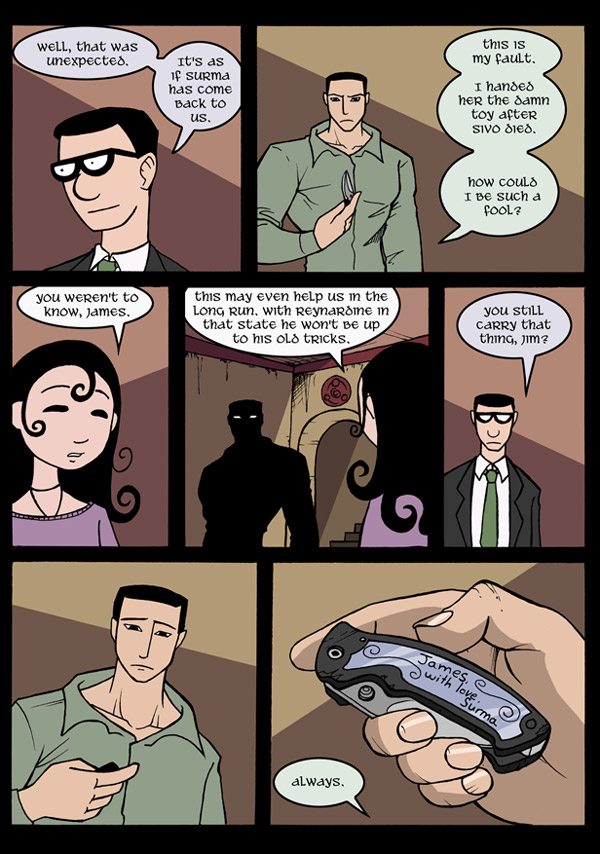 well, that was
unexpected.
it's as
if surma
has come
back to
us.
this is
my fault.
i handed
her the damn
toy after
sivo died.
how could
i be such a
fool?
you weren't to
know, james.
this may even help us in the
long run. with reynardine in
that state he won't be up
to his old tricks.
you still
carry that
thing, jim?
James,
with love,
Surma
always.